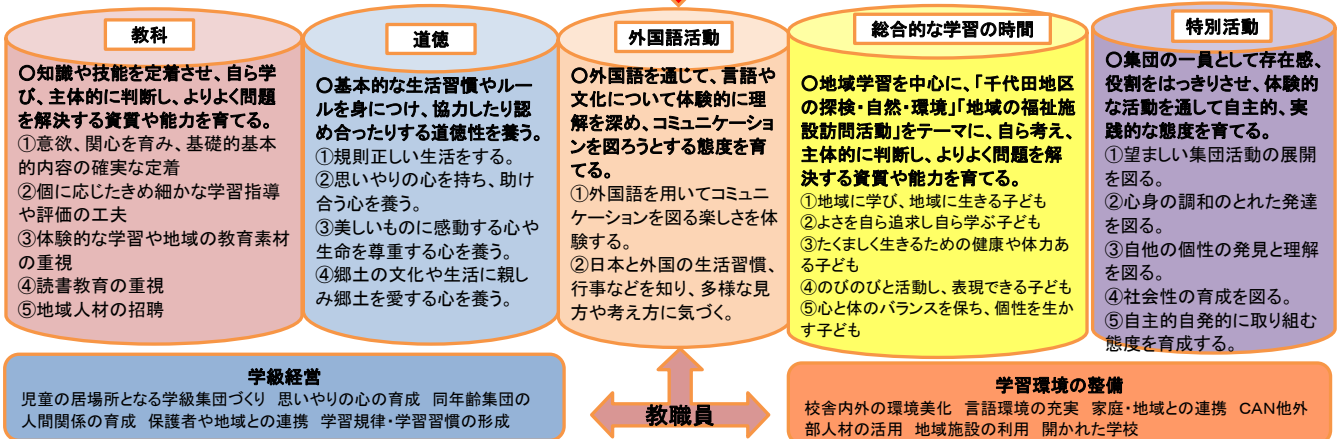 教科
〇知識や技能を定着させ、自ら学
び、主体的に判断し、よりよく問題
を解決する資質や能力を育てる。
①意欲、関心を育み、基礎的基本
的内容の確実な定着
②個に応じたきめ細かな学習指導
や評価の工夫
③体験的な学習や地域の教育素材
の重視
④読書教育の重視
⑤地域人材の招聘
道徳
〇基本的な生活習慣やルー
ルを身につけ、協力したり認
め合ったりする道徳性を養う。
①規則正しい生活をする。
②思いやりの心を持ち、助け
合う心を養う。
③美しいものに感動する心や
生命を尊重する心を養う。
④郷土の文化や生活に親し
み郷土を愛する心を養う。
外国語活動
〇外国語を通じて、言語や
文化について体験的に理
解を深め、コミュニケーショ
ンを図ろうとする態度を育
てる。
①外国語を用いてコミュニ
ケーションを図る楽しさを体
験する。
②日本と外国の生活習慣、
行事などを知り、多様な見
方や考え方に気づく。
総合的な学習の時間
〇地域学習を中心に、「千代田地区
の探検・自然・環境」「地域の福祉施
設訪問活動」をテーマに、自ら考え、
主体的に判断し、よりよく問題を解
決する資質や能力を育てる。
①地域に学び、地域に生きる子ども
②よさを自ら追求し自ら学ぶ子ども
③たくましく生きるための健康や体力あ
る子ども
④のびのびと活動し、表現できる子ども
⑤心と体のバランスを保ち、個性を生か
す子ども
特別活動
〇集団の一員として存在感、
役割をはっきりさせ、体験的
な活動を通して自主的、実
践的な態度を育てる。
①望ましい集団活動の展開
を図る。
②心身の調和のとれた発達
を図る。
③自他の個性の発見と理解
を図る。
④社会性の育成を図る。
⑤自主的自発的に取り組む
態度を育成する。
学級経営
児童の居場所となる学級集団づくり 思いやりの心の育成 同年齢集団の
人間関係の育成 保護者や地域との連携 学習規律・学習習慣の形成
教職員
学習環境の整備
校舎内外の環境美化 言語環境の充実 家庭・地域との連携 CAN他外
部人材の活用 地域施設の利用 開かれた学校